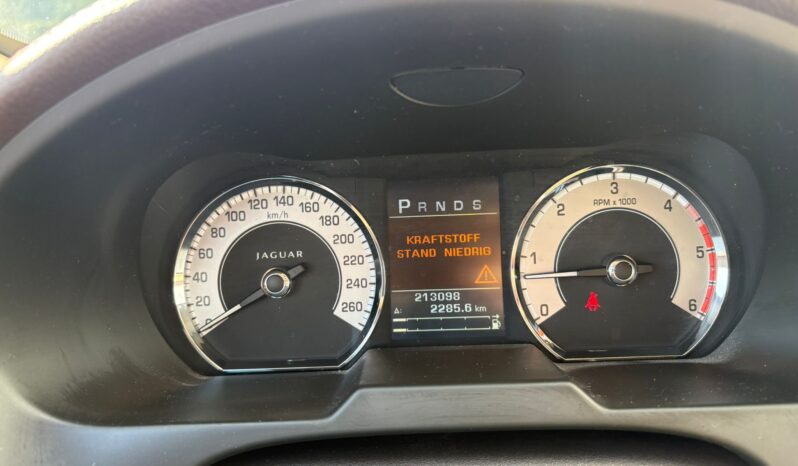 P R N D S
KRAFTSTOFF
STAND NIEDRIG
213098
Δ: 2285.6 km
km/h
JAGUAR
0 20 40 60 80 100 120 140 160 180 200 220 240 260
RPM x 1000
0 1 2 3 4 5 6